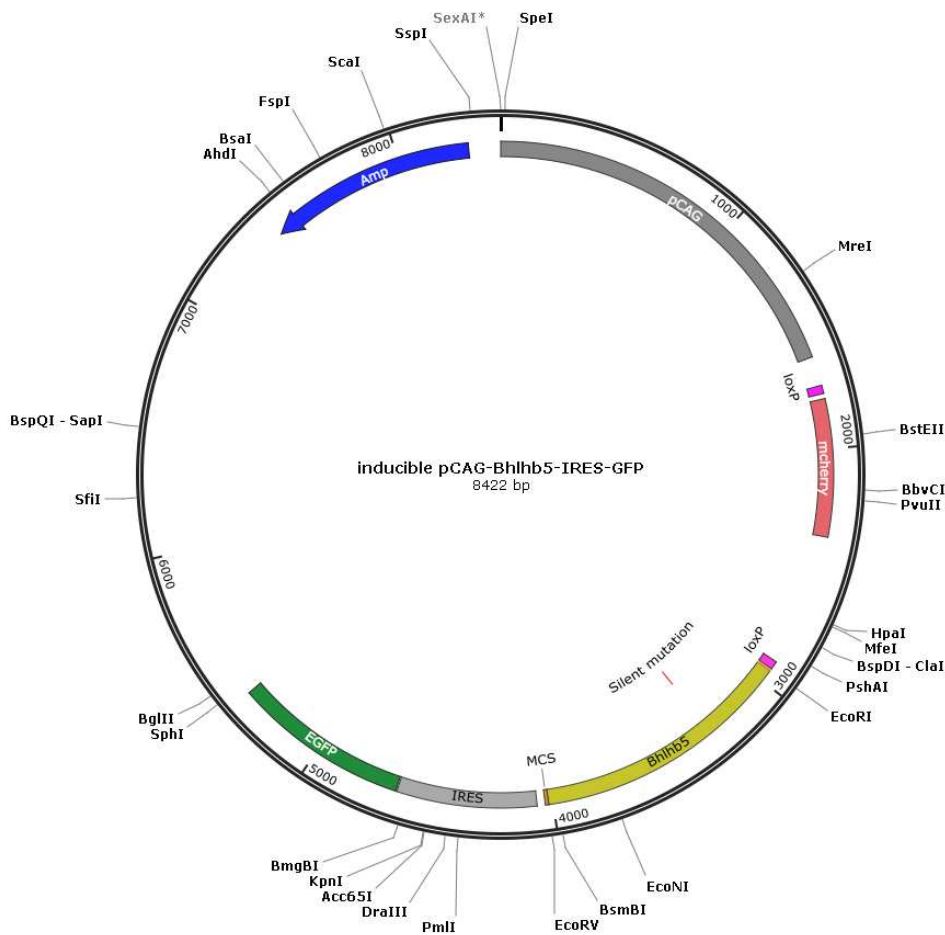 SexAI*
SpeI
SspI
ScaI
FspI
BsaI
AhdI
8000
Amp
pCAG
1000
MreI
7000
loxP
2000
BstEII
mcherry
BspQI - SapI
inducible pCAG-Bhlhb5-IRES-GFP
8422 bp
BbvCI
PvuII
SfiI
6000
HpaI
MfeI
BspDI - ClaI
PshAI
EcoRI
loxP
3000
Silent mutation
BglII
SphI
EGFP
Bhlhb5
MCS
5000
IRES
4000
BmgBI
KpnI
Acc65I
DraIII
PmlI
EcoNI
BsmBI
EcoRV